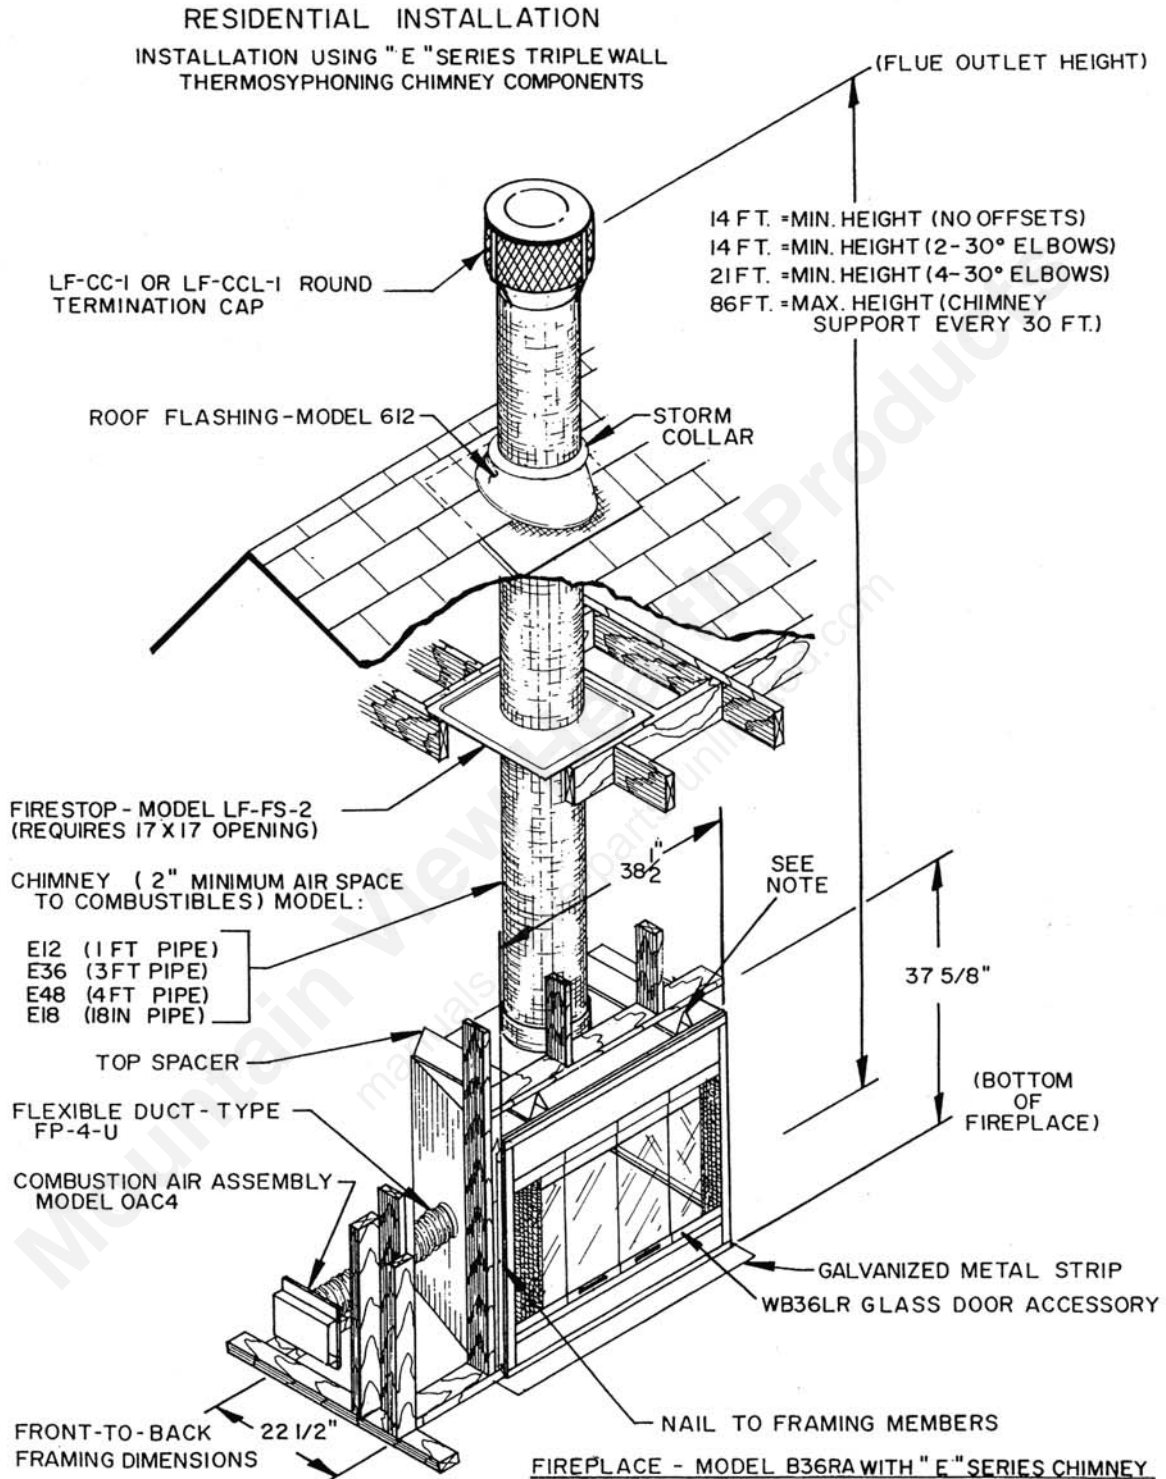 RESIDENTIAL INSTALLATION
INSTALLATION USING "E" SERIES TRIPLE WALL
THERMOSYPHONING CHIMNEY COMPONENTS
(FLUE OUTLET HEIGHT)
14 FT. = MIN. HEIGHT (NO OFFSETS)
14 FT. = MIN. HEIGHT (2-30° ELBOWS)
21 FT. = MIN. HEIGHT (4-30° ELBOWS)
86 FT. = MAX. HEIGHT (CHIMNEY
SUPPORT EVERY 30 FT.)
LF-CC-1 OR LF-CCL-1 ROUND
TERMINATION CAP
ROOF FLASHING-MODEL 612
STORM
COLLAR
FIRESTOP - MODEL LF-FS-2
(REQUIRES 17 X 17 OPENING)
38 1/2"
SEE
NOTE
CHIMNEY ( 2" MINIMUM AIR SPACE
TO COMBUSTIBLES) MODEL:
E12 (1 FT PIPE)
E36 (3FT PIPE)
E48 (4FT PIPE)
E18 (18IN PIPE)
37 5/8"
TOP SPACER
FLEXIBLE DUCT - TYPE
FP-4-U
(BOTTOM
OF
FIREPLACE)
COMBUSTION AIR ASSEMBLY
MODEL OAC4
GALVANIZED METAL STRIP
WB36LR GLASS DOOR ACCESSORY
NAIL TO FRAMING MEMBERS
FRONT-TO-BACK
FRAMING DIMENSIONS
22 1/2"
FIREPLACE - MODEL B36RA WITH "E" SERIES CHIMNEY
Mountain View Hearth Products